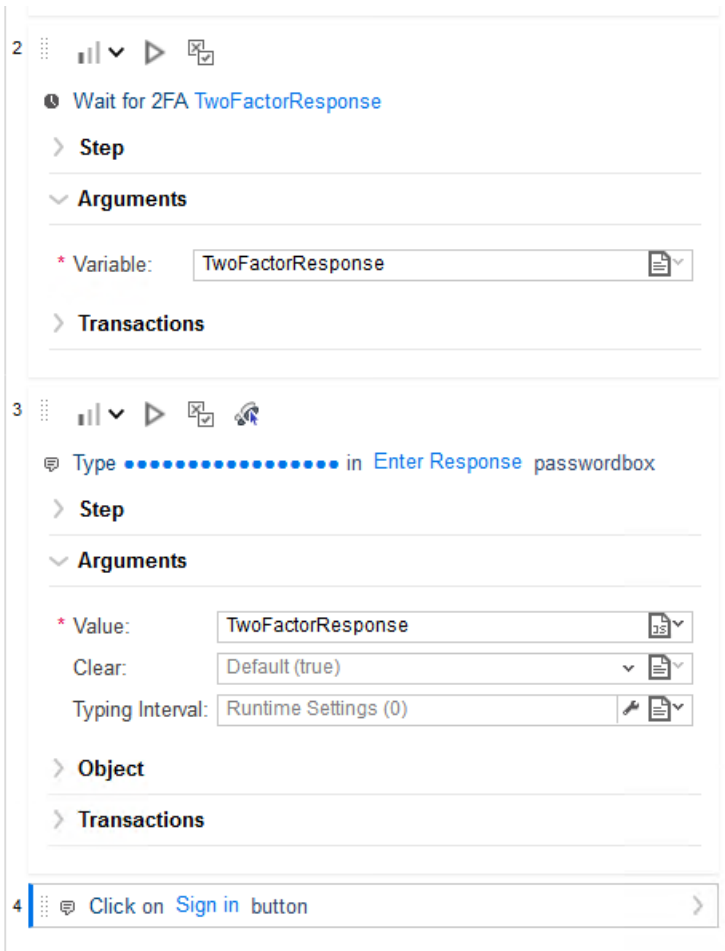 2
Wait for 2FA TwoFactorResponse
Step
Arguments
* Variable: TwoFactorResponse
Transactions
3
Type ●●●●●●●●●●●●●●●●● in Enter Response passwordbox
Step
Arguments
* Value: TwoFactorResponse
JS
Clear: Default (true)
Typing Interval: Runtime Settings (0)
Object
Transactions
4 Click on Sign in button